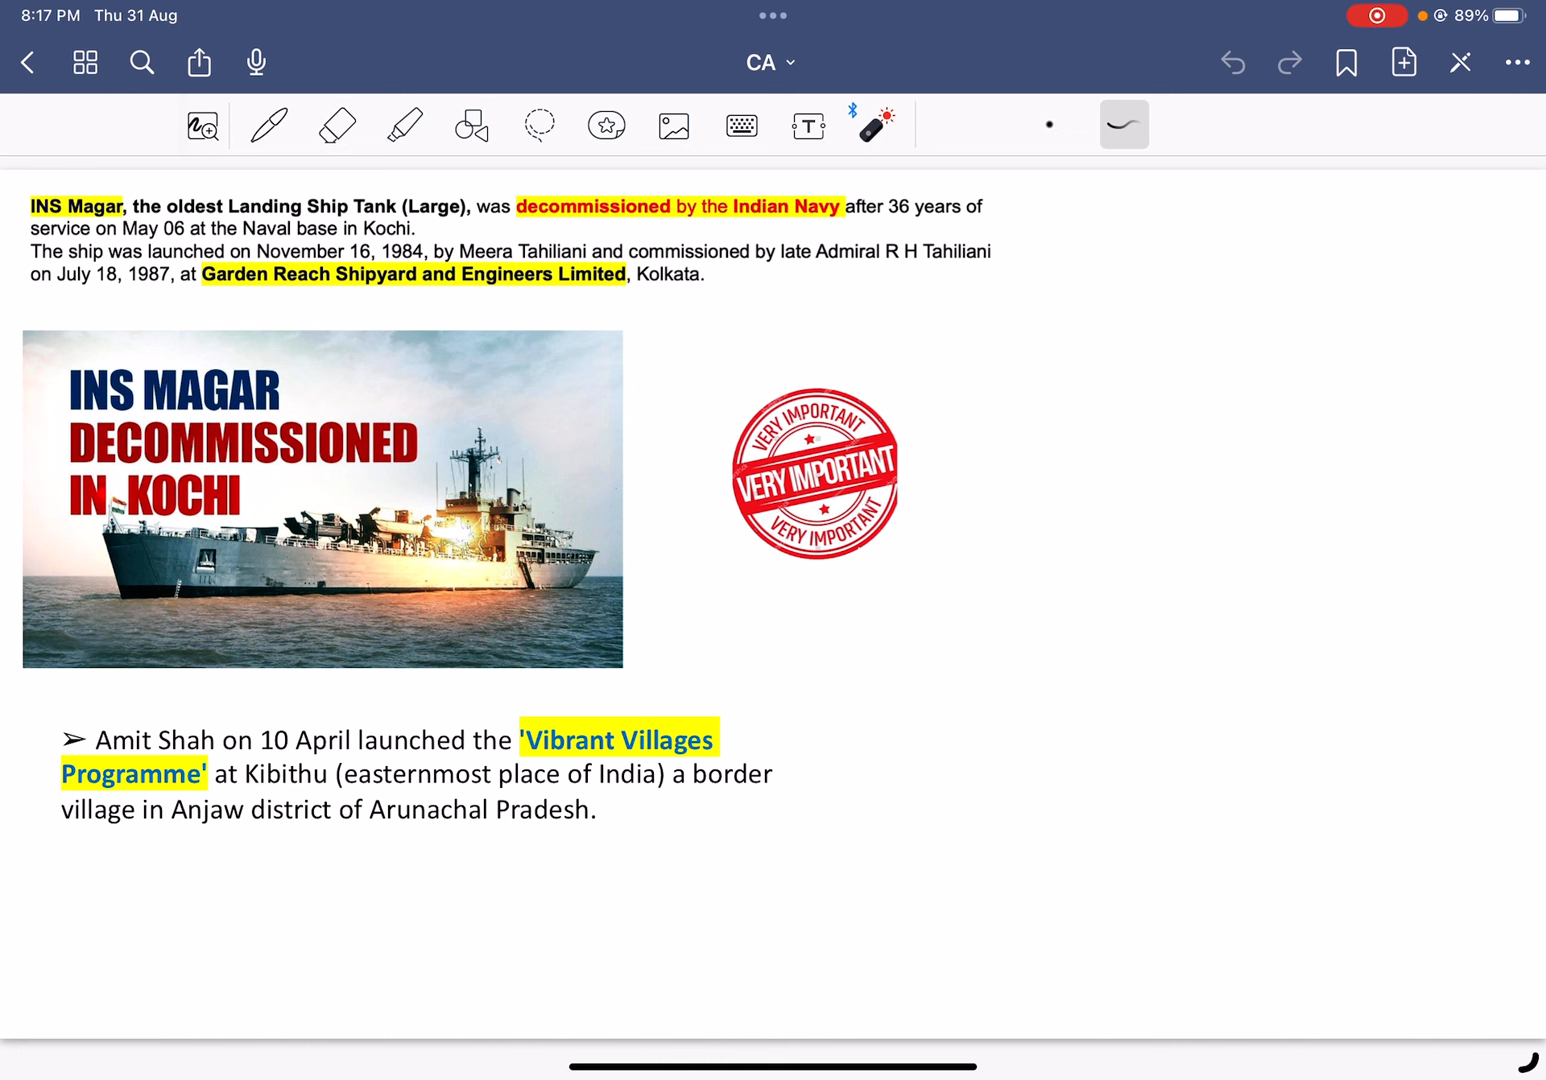 8:17 PM Thu 31 Aug
89%
CA
T
INS Magar, the oldest Landing Ship Tank (Large), was decommissioned by the Indian Navy after 36 years of
service on May 06 at the Naval base in Kochi.
The ship was launched on November 16, 1984, by Meera Tahiliani and commissioned by late Admiral R H Tahiliani
on July 18, 1987, at Garden Reach Shipyard and Engineers Limited, Kolkata.
INS MAGAR
DECOMMISSIONED
IN KOCHI
VERY IMPORTANT
VERY IMPORTANT
VERY IMPORTANT
➢ Amit Shah on 10 April launched the 'Vibrant Villages
Programme' at Kibithu (easternmost place of India) a border
village in Anjaw district of Arunachal Pradesh.